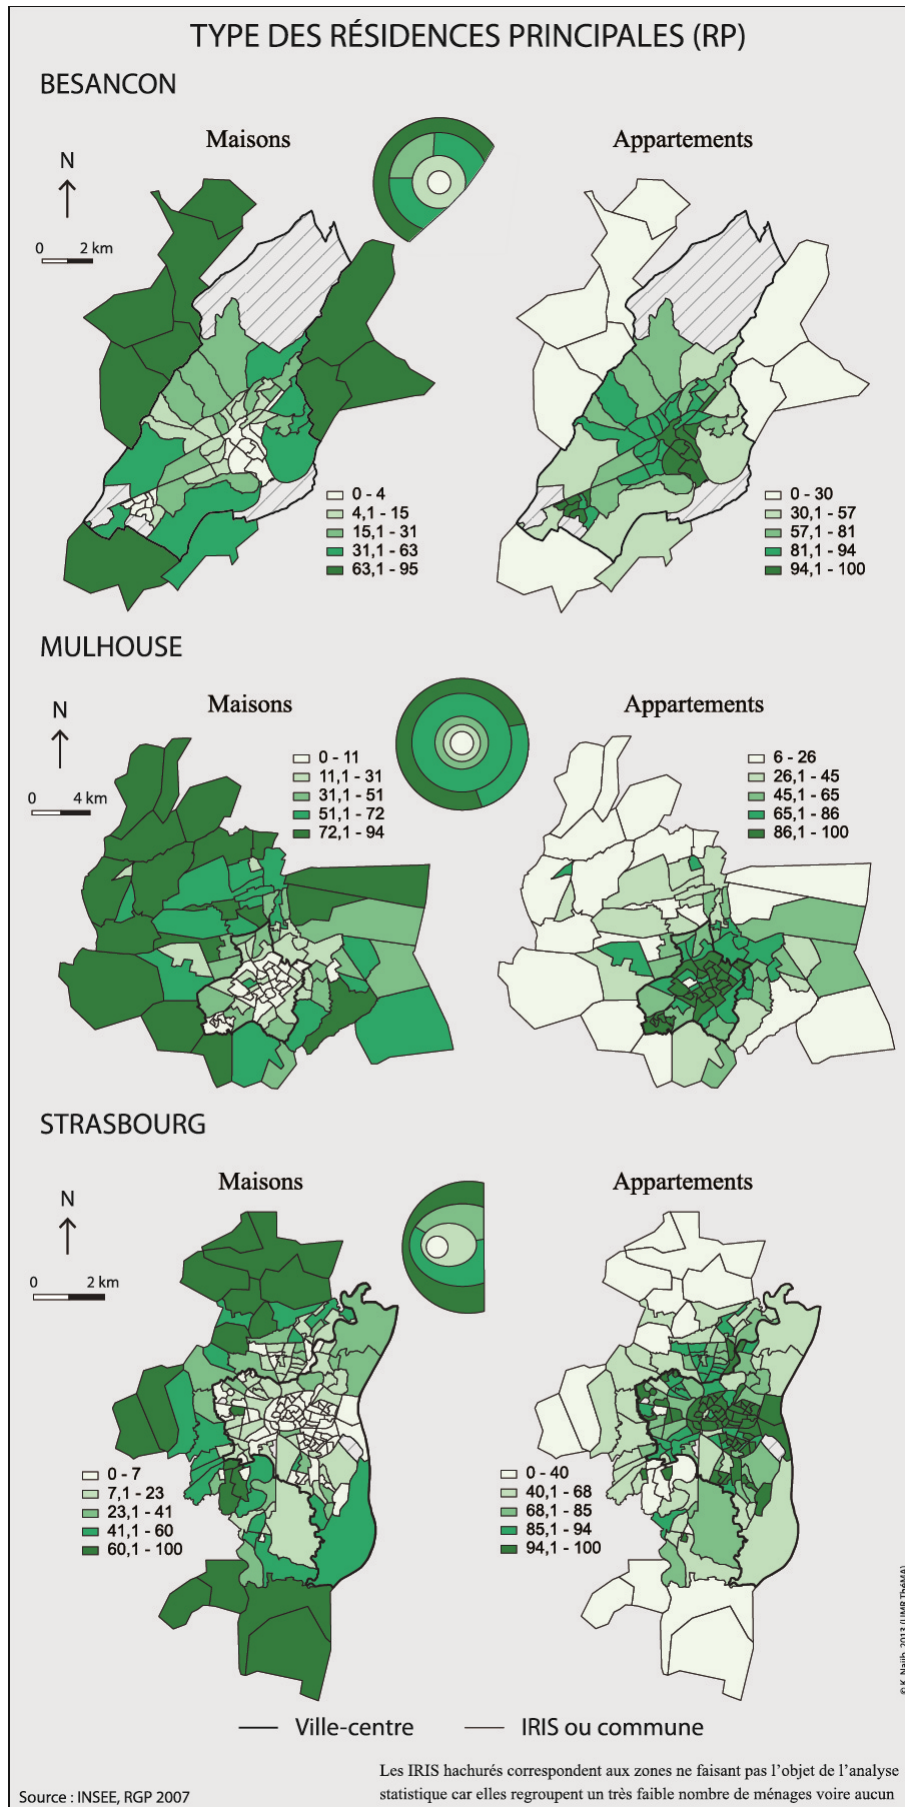 TYPE DES RÉSIDENCES PRINCIPALES (RP)
BESANCON
Maisons
Appartements
N
0 2 km
0 - 4
4,1 - 15
15,1 - 31
31,1 - 63
63,1 - 95
0 - 30
30,1 - 57
57,1 - 81
81,1 - 94
94,1 - 100
MULHOUSE
Maisons
Appartements
N
0 4 km
0 - 11
11,1 - 31
31,1 - 51
51,1 - 72
72,1 - 94
6 - 26
26,1 - 45
45,1 - 65
65,1 - 86
86,1 - 100
STRASBOURG
Maisons
Appartements
N
0 2 km
0 - 7
7,1 - 23
23,1 - 41
41,1 - 60
60,1 - 100
0 - 40
40,1 - 68
68,1 - 85
85,1 - 94
94,1 - 100
© K. Najib, 2013 (UMR ThéMA)
Ville-centre
IRIS ou commune
Les IRIS hachurés correspondent aux zones ne faisant pas l'objet de l'analyse
statistique car elles regroupent un très faible nombre de ménages voire aucun
Source : INSEE, RGP 2007